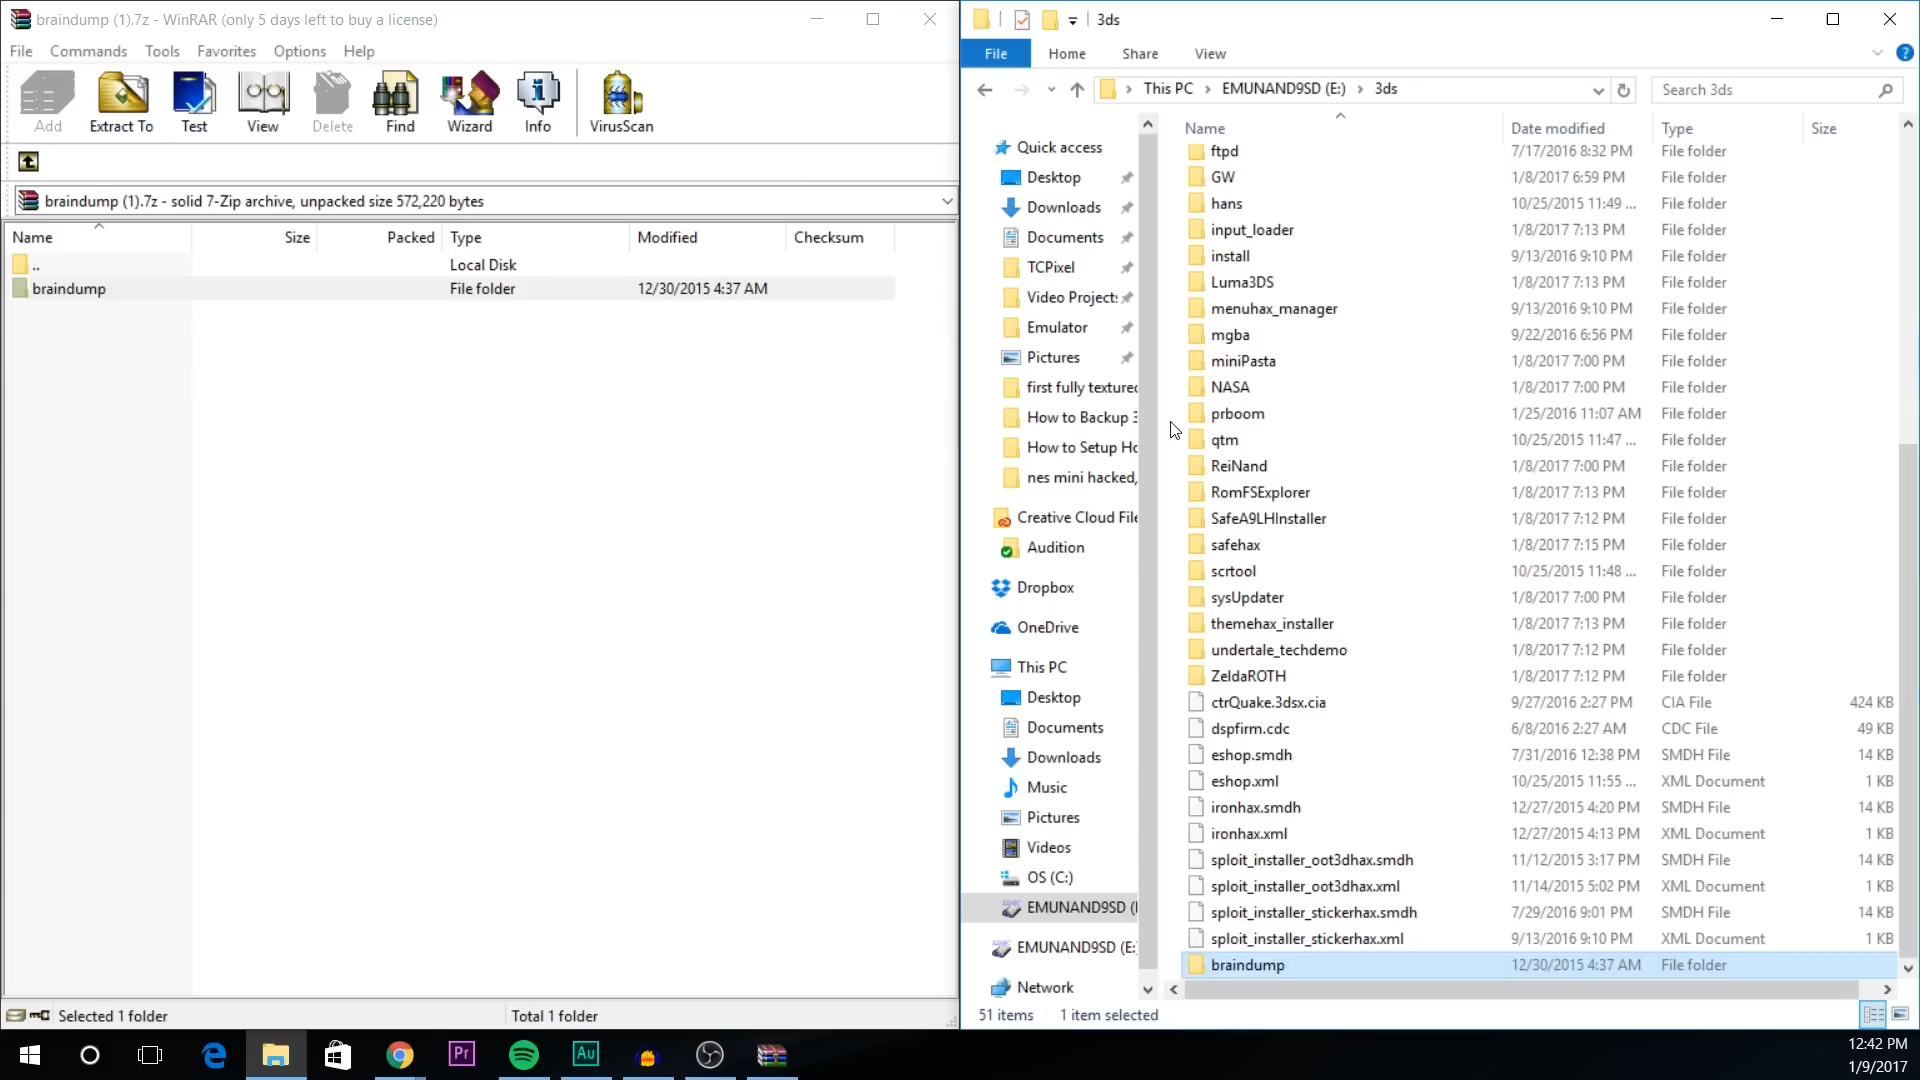 braindump (1).7z - WinRAR (only 5 days left to buy a license)
File Commands Tools Favorites Options Help
Add Extract To Test View Delete Find Wizard Info VirusScan
braindump (1).7z - solid 7-Zip archive, unpacked size 572,220 bytes
Name Size Packed Type Modified Checksum
.. Local Disk
braindump File folder 12/30/2015 4:37 AM
Selected 1 folder Total 1 folder
3ds
File Home Share View
This PC > EMUNAND9SD (E:) > 3ds
Search 3ds
Quick access
Desktop
Downloads
Documents
TCPixel
Video Project:
Emulator
Pictures
first fully texture
How to Backup 3
How to Setup Ho
nes mini hacked,
Creative Cloud File
Audition
Dropbox
OneDrive
This PC
Desktop
Documents
Downloads
Music
Pictures
Videos
OS (C:)
EMUNAND9SD (
EMUNAND9SD (E:
Network
Name Date modified Type Size
ftpd 7/17/2016 8:32 PM File folder
GW 1/8/2017 6:59 PM File folder
hans 10/25/2015 11:49 ... File folder
input_loader 1/8/2017 7:13 PM File folder
install 9/13/2016 9:10 PM File folder
Luma3DS 1/8/2017 7:13 PM File folder
menuhax_manager 9/13/2016 9:10 PM File folder
mgba 9/22/2016 6:56 PM File folder
miniPasta 1/8/2017 7:00 PM File folder
NASA 1/8/2017 7:00 PM File folder
prboom 1/25/2016 11:07 AM File folder
qtm 10/25/2015 11:47 ... File folder
ReiNand 1/8/2017 7:00 PM File folder
RomFSExplorer 1/8/2017 7:13 PM File folder
SafeA9LHInstaller 1/8/2017 7:12 PM File folder
safehax 1/8/2017 7:15 PM File folder
scrtool 10/25/2015 11:48 ... File folder
sysUpdater 1/8/2017 7:00 PM File folder
themehax_installer 1/8/2017 7:13 PM File folder
undertale_techdemo 1/8/2017 7:12 PM File folder
ZeldaROTH 1/8/2017 7:12 PM File folder
ctrQuake.3dsx.cia 9/27/2016 2:27 PM CIA File 424 KB
dspfirm.cdc 6/8/2016 2:27 AM CDC File 49 KB
eshop.smdh 7/31/2016 12:38 PM SMDH File 14 KB
eshop.xml 10/25/2015 11:55 ... XML Document 1 KB
ironhax.smdh 12/27/2015 4:20 PM SMDH File 14 KB
ironhax.xml 12/27/2015 4:13 PM XML Document 1 KB
sploit_installer_oot3dhax.smdh 11/12/2015 3:17 PM SMDH File 14 KB
sploit_installer_oot3dhax.xml 11/14/2015 5:02 PM XML Document 1 KB
sploit_installer_stickerhax.smdh 7/29/2016 9:01 PM SMDH File 14 KB
sploit_installer_stickerhax.xml 9/13/2016 9:10 PM XML Document 1 KB
braindump 12/30/2015 4:37 AM File folder
51 items 1 item selected
Pr Au
12:42 PM
1/9/2017